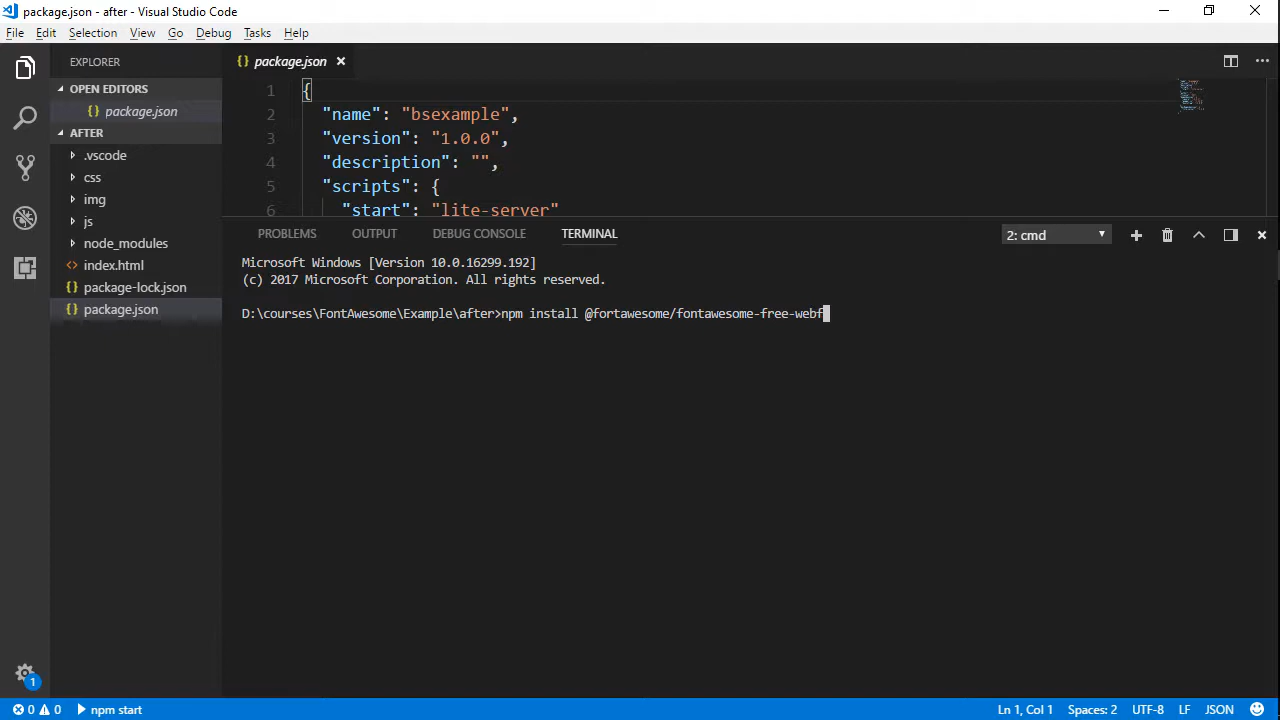 package.json - after - Visual Studio Code
File Edit Selection View Go Debug Tasks Help
EXPLORER
OPEN EDITORS
{} package.json
AFTER
.vscode
css
img
js
node_modules
<> index.html
{} package-lock.json
{} package.json
{} package.json
1 {
2 "name": "bsexample",
3 "version": "1.0.0",
4 "description": "",
5 "scripts": {
6 "start": "lite-server"
PROBLEMS OUTPUT DEBUG CONSOLE TERMINAL 2: cmd
Microsoft Windows [Version 10.0.16299.192]
(c) 2017 Microsoft Corporation. All rights reserved.
D:\courses\FontAwesome\Example\after>npm install @fortawesome/fontawesome-free-webf
1
0 0 npm start Ln 1, Col 1 Spaces: 2 UTF-8 LF JSON